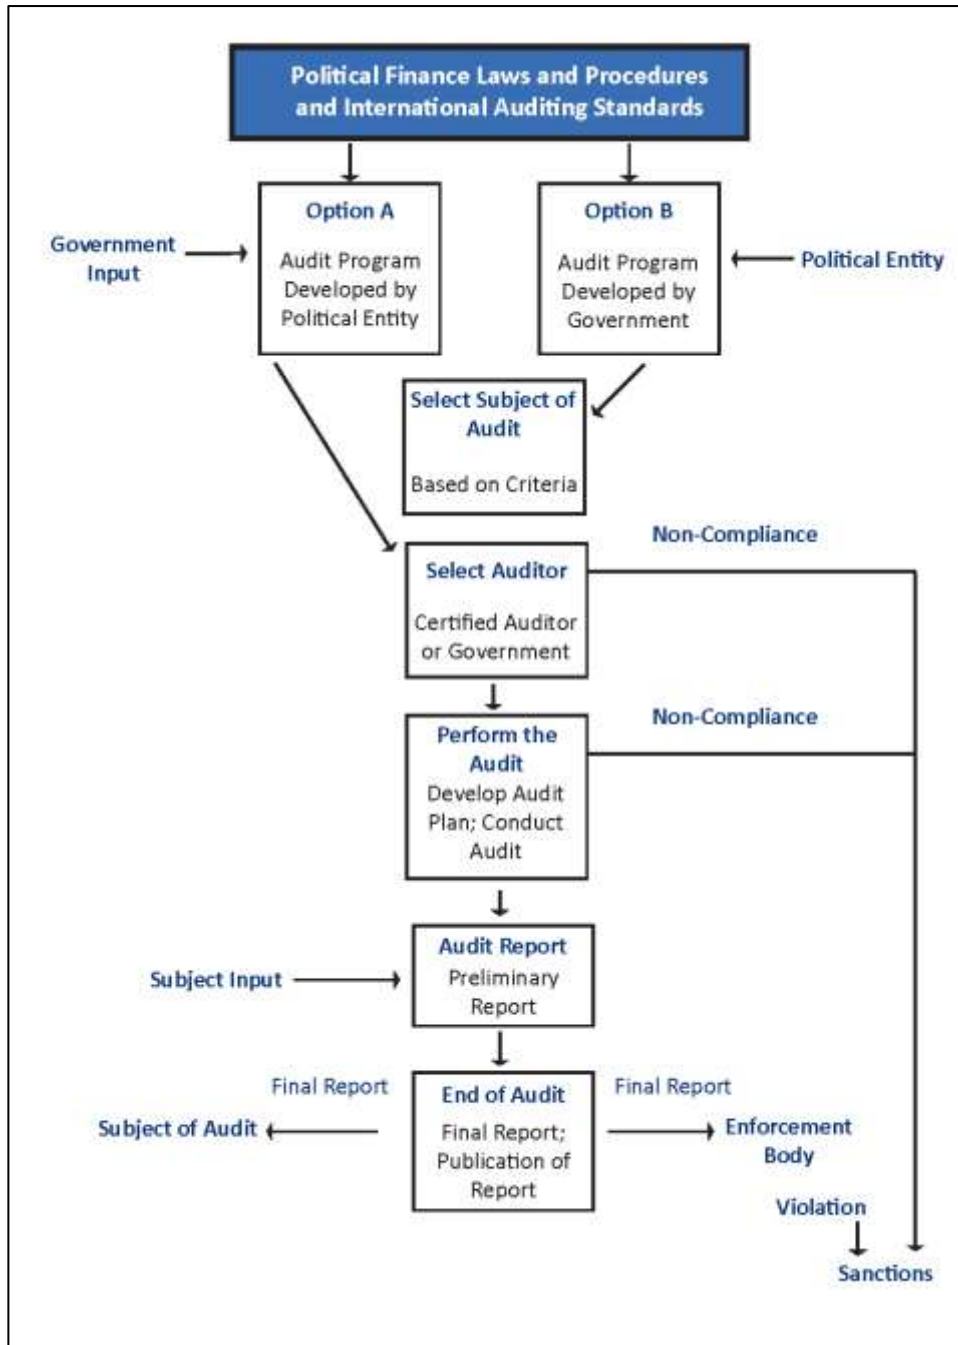 Political Finance Laws and Procedures
and International Auditing Standards
Option A
Audit Program
Developed by
Political Entity
Option B
Audit Program
Developed by
Government
Government
Input
Political Entity
Select Subject of
Audit
Based on Criteria
Non-Compliance
Select Auditor
Certified Auditor
or Government
Non-Compliance
Perform the
Audit
Develop Audit
Plan; Conduct
Audit
Audit Report
Preliminary
Report
Subject Input
Final Report
End of Audit
Final Report
Subject of Audit
Final Report;
Publication of
Report
Enforcement
Body
Violation
Sanctions